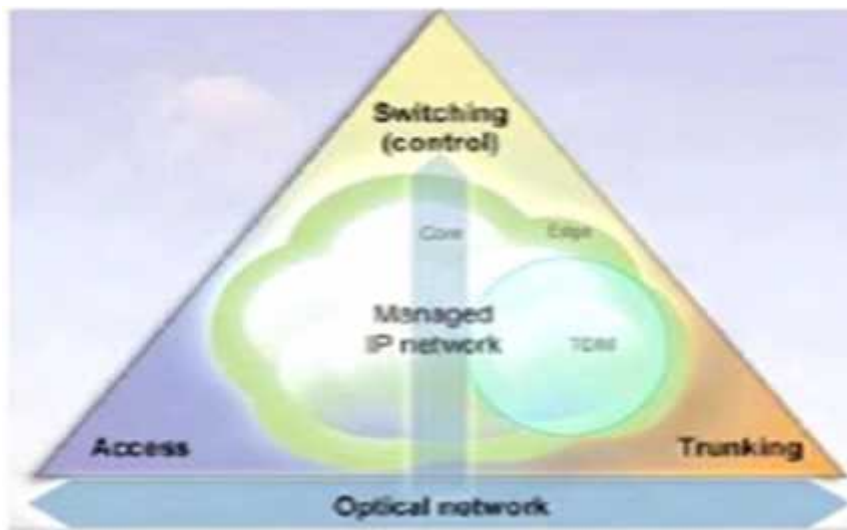 Switching
(control)
Core
Edge
Managed
IP network
TDM
Access
Trunking
Optical network